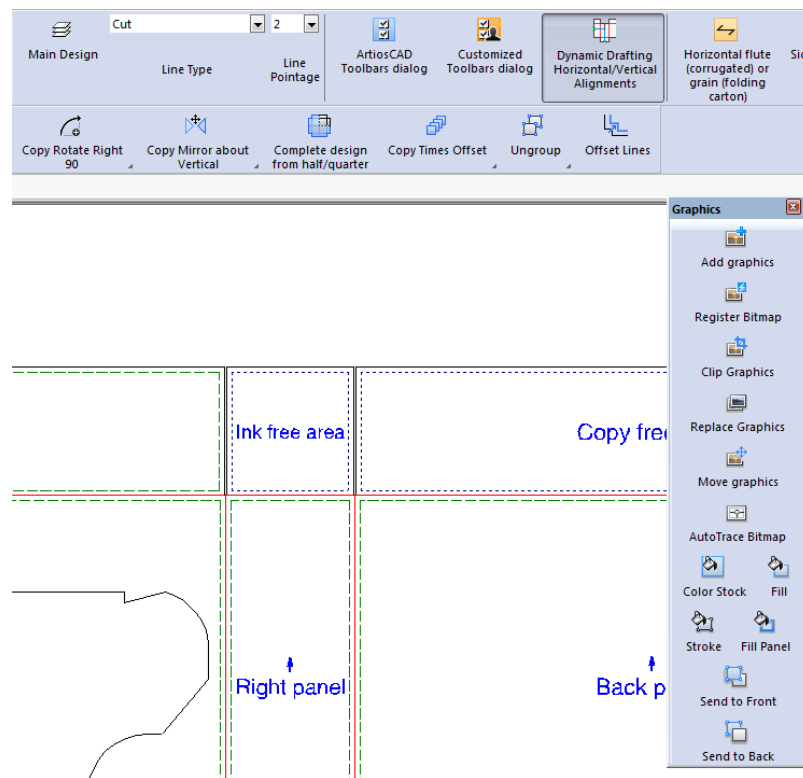 Cut
2
Main Design
Line Type
Line
Pointage
ArtiosCAD
Toolbars dialog
Customized
Toolbars dialog
Dynamic Drafting
Horizontal/Vertical
Alignments
Horizontal flute
(corrugated) or
grain (folding
carton)
Copy Rotate Right
90
Copy Mirror about
Vertical
Complete design
from half/quarter
Copy Times Offset
Ungroup
Offset Lines
Graphics
Add graphics
Register Bitmap
Clip Graphics
Replace Graphics
Move graphics
AutoTrace Bitmap
Color Stock
Fill
Stroke
Fill Panel
Send to Front
Send to Back
Ink free area
Copy free
Right panel
Back p